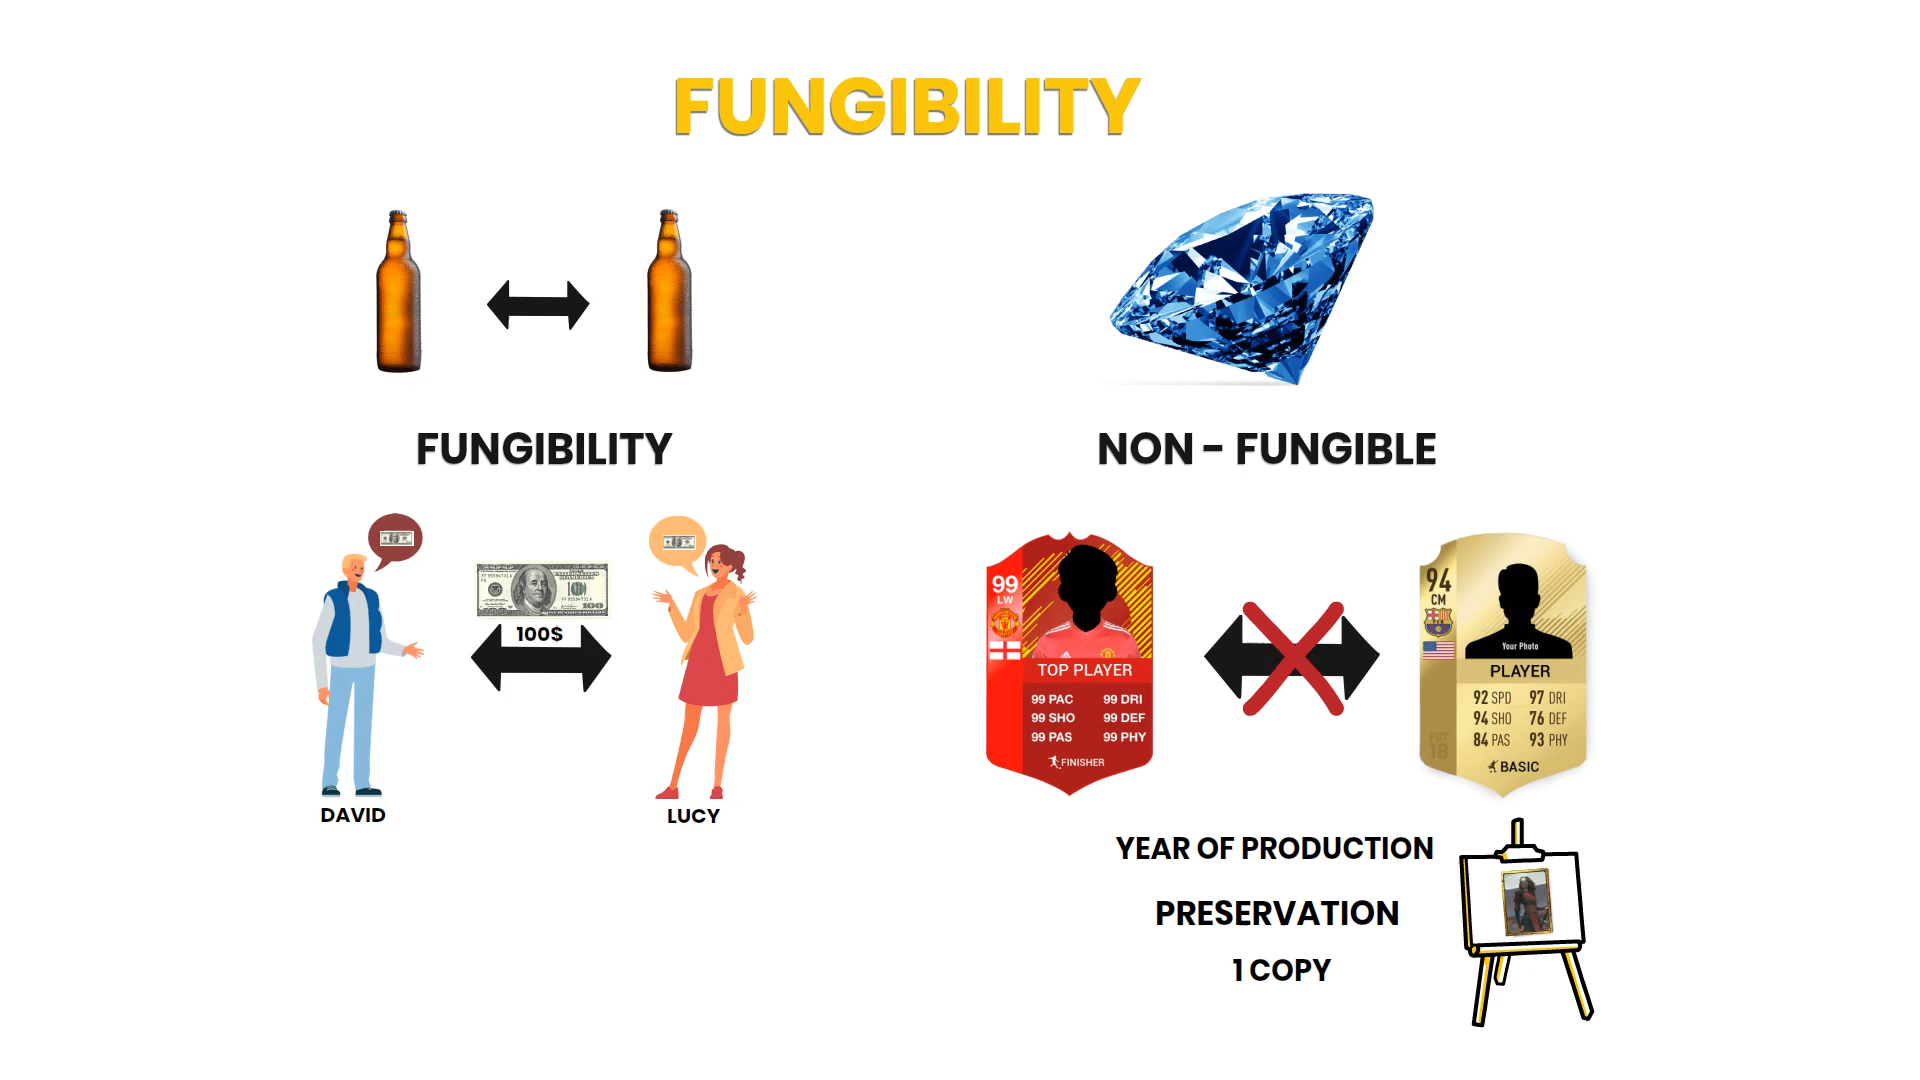 FUNGIBILITY
FUNGIBILITY
NON - FUNGIBLE
100$
DAVID
LUCY
99
LW
TOP PLAYER
99 PAC 99 DRI
99 SHO 99 DEF
99 PAS 99 PHY
FINISHER
94
CM
Your Photo
PLAYER
92 SPD 97 DRI
94 SHO 76 DEF
84 PAS 93 PHY
FUT
18
BASIC
YEAR OF PRODUCTION
PRESERVATION
1 COPY